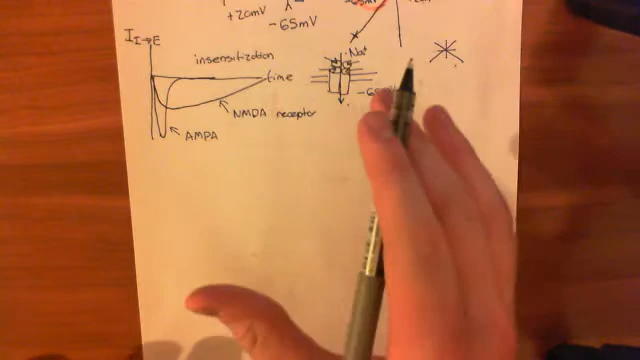 +20mV
-65mV
I I→E
insensitization
Na+
time
NMDA receptor
AMPA